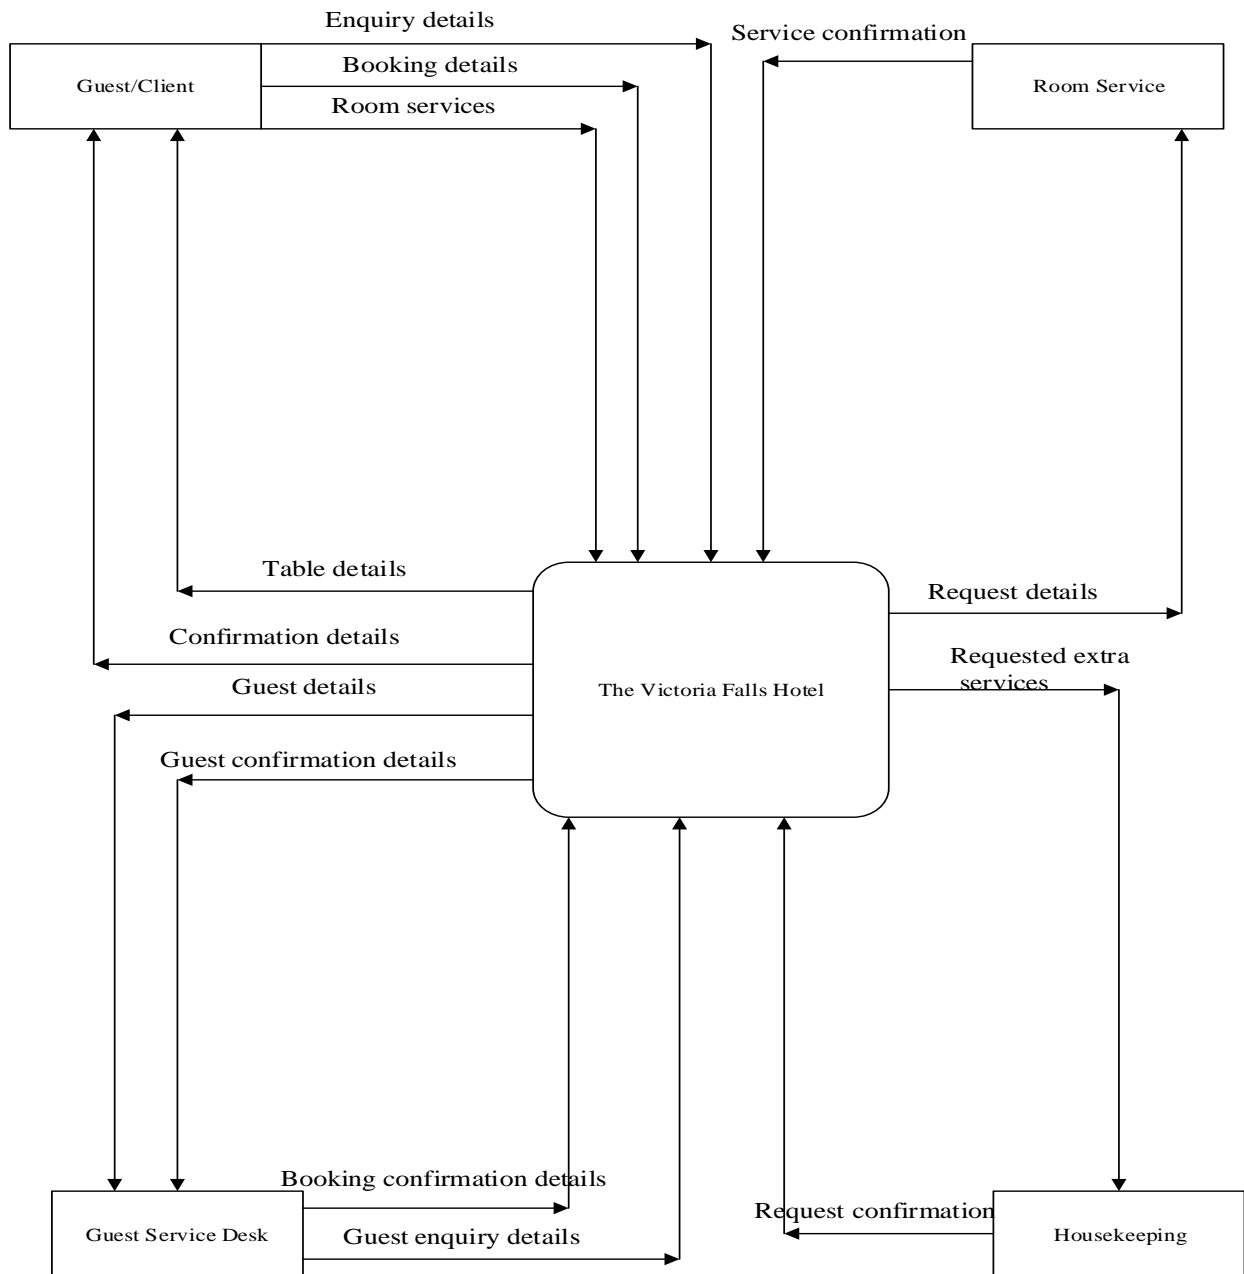 Enquiry details
Service confirmation
Booking details
Guest/Client
Room Service
Room services
Table details
Request details
Confirmation details
Requested extra
services
Guest details
The Victoria Falls Hotel
Guest confirmation details
Booking confirmation details
Request confirmation
Guest Service Desk
Guest enquiry details
Housekeeping